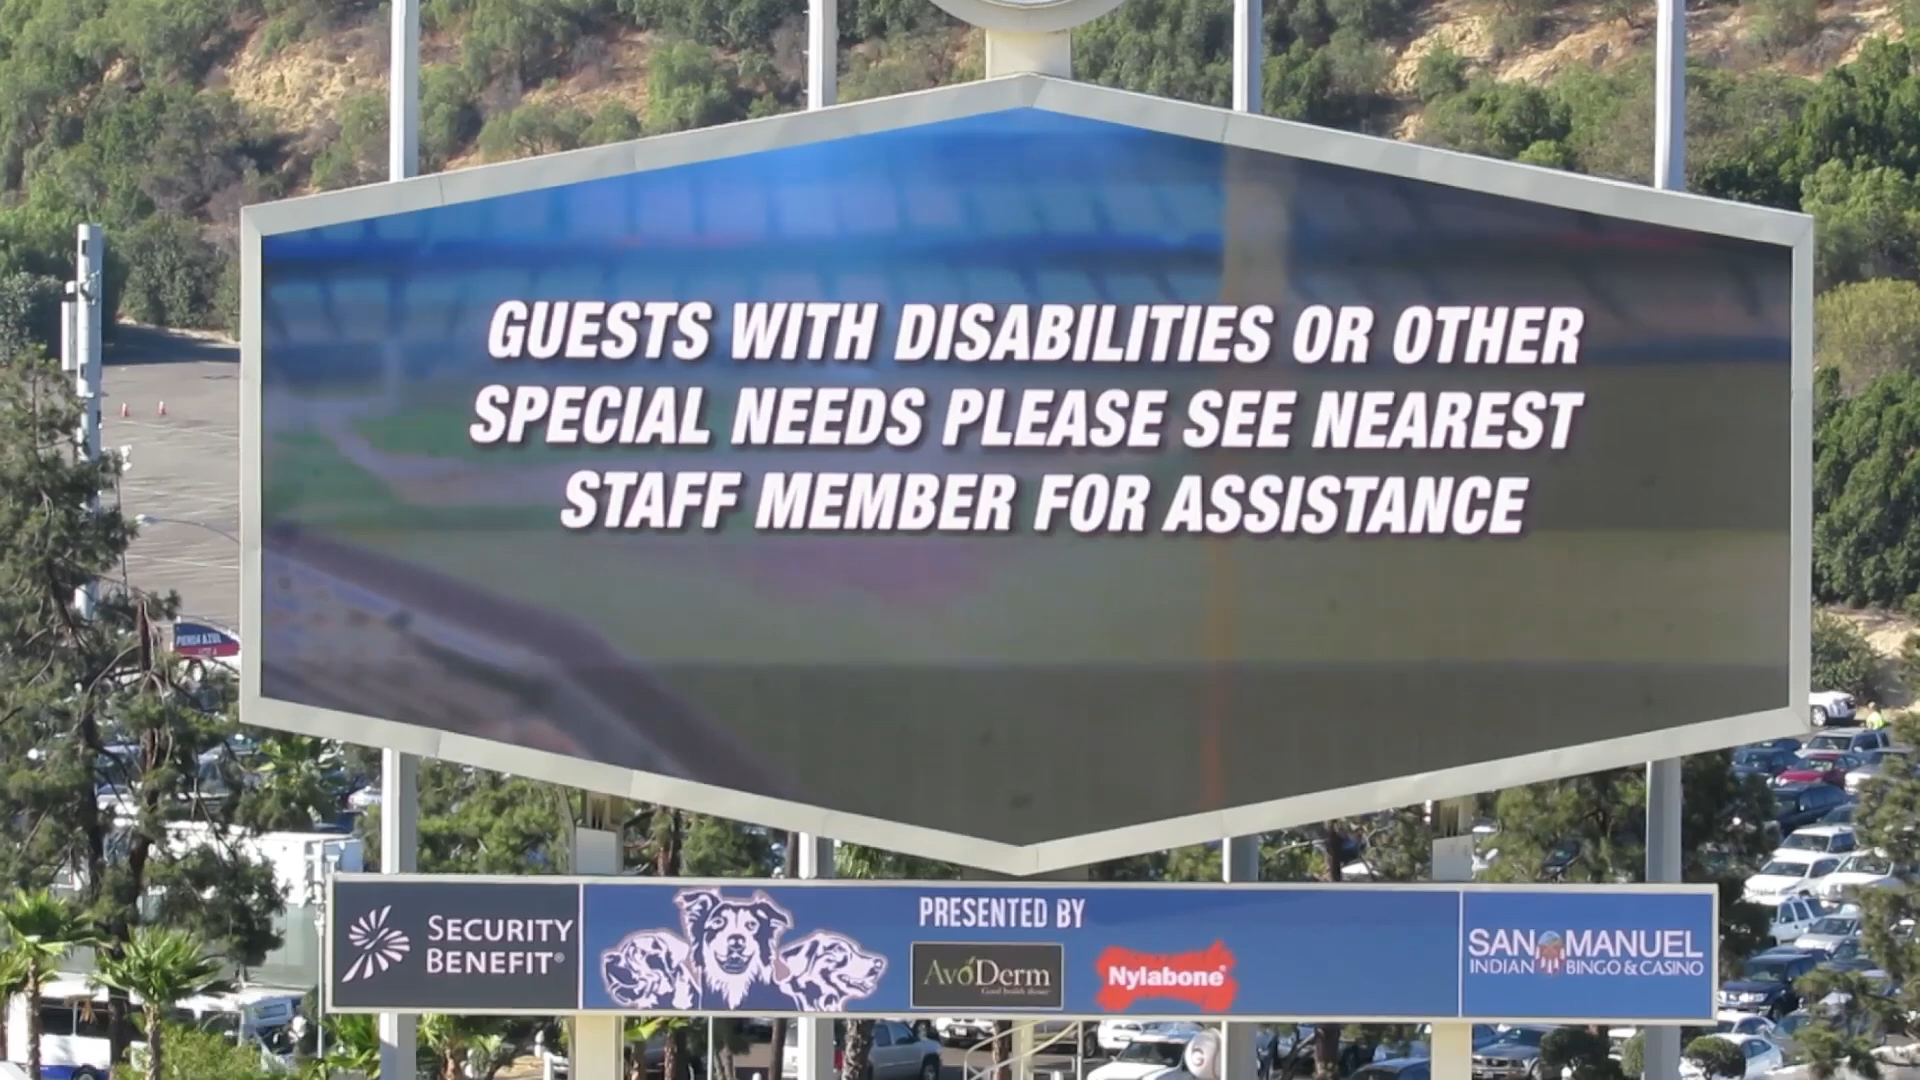 GUESTS WITH DISABILITIES OR OTHER
SPECIAL NEEDS PLEASE SEE NEAREST
STAFF MEMBER FOR ASSISTANCE
SECURITY
BENEFIT®
PRESENTED BY
AvoDerm
Nylabone®
SAN MANUEL
INDIAN BINGO & CASINO